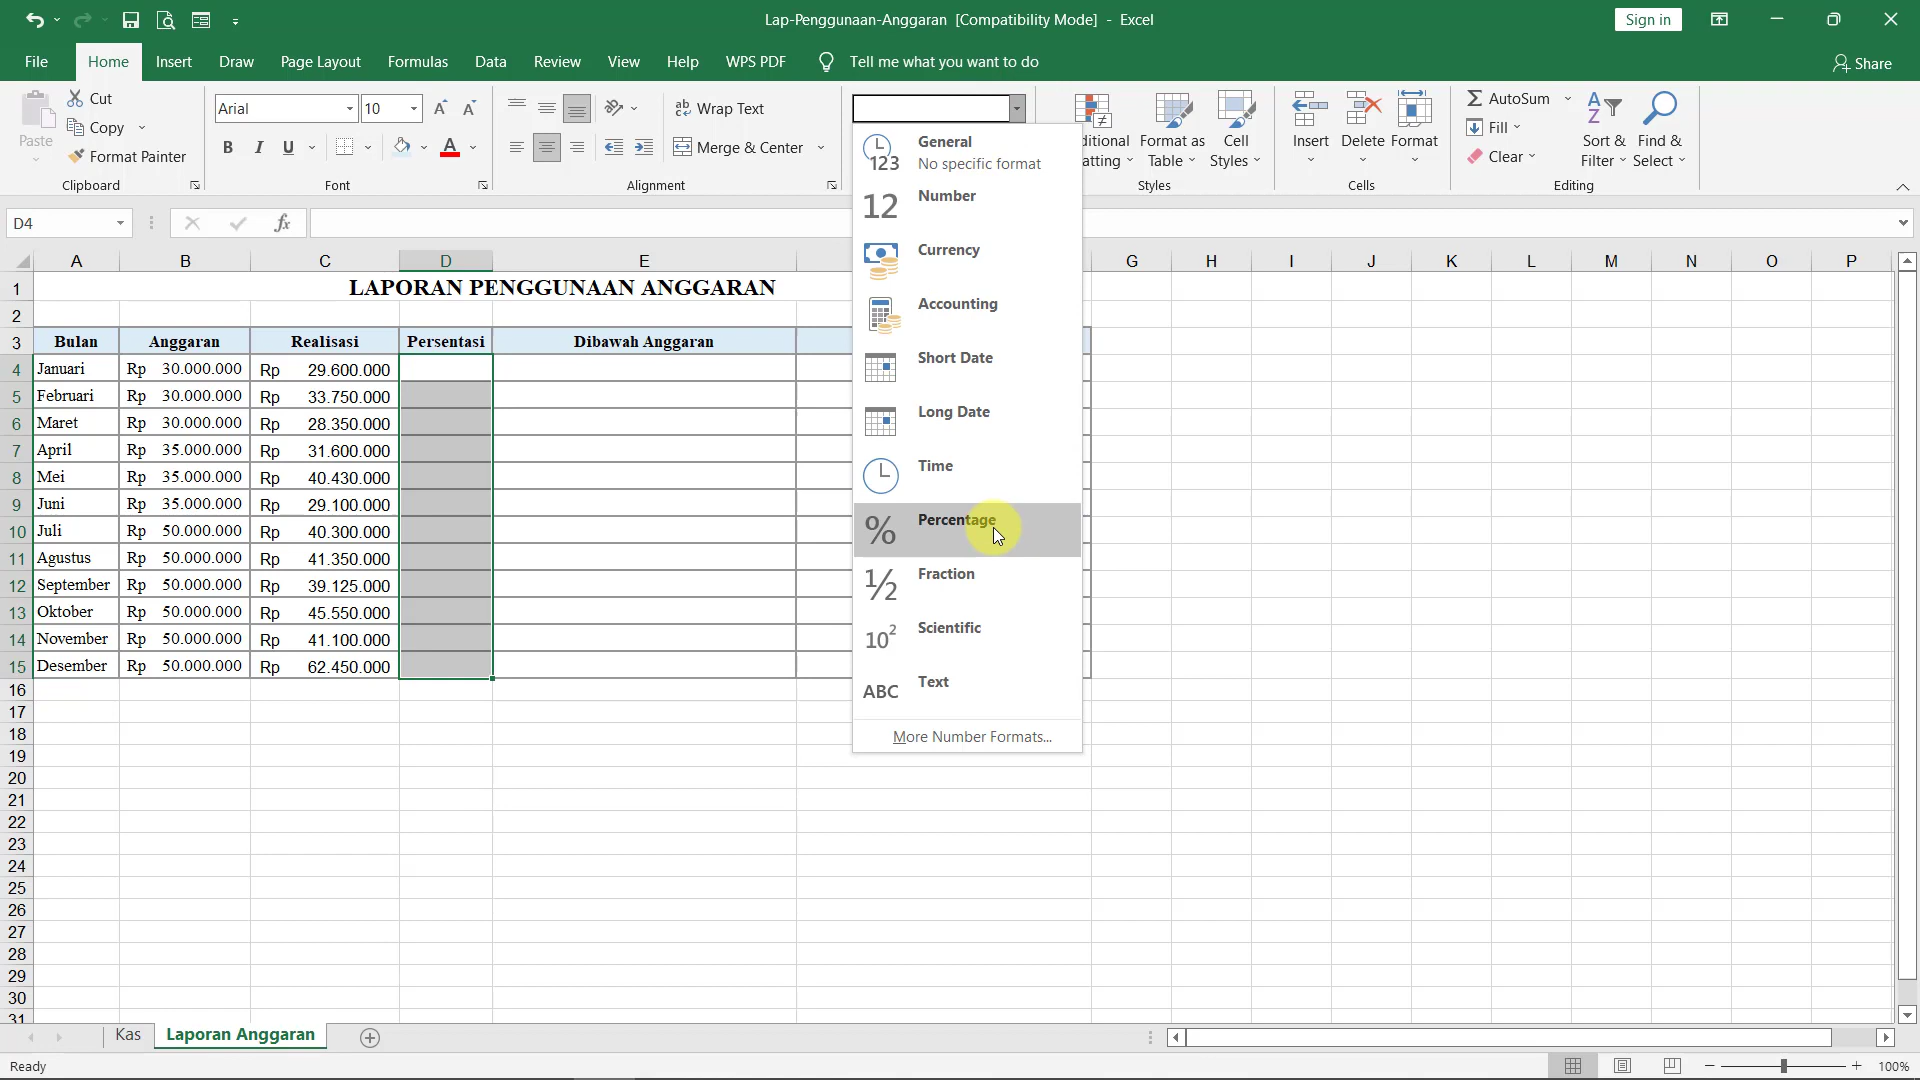 Lap-Penggunaan-Anggaran [Compatibility Mode] - Excel
Sign in
File Home Insert Draw Page Layout Formulas Data Review View Help WPS PDF Tell me what you want to do Share
Paste
Cut
Copy
Format Painter
Clipboard
Arial 10
B I U A
Font
ab Wrap Text
Merge & Center
Alignment
ditional
atting
Format as
Table
Cell
Styles
Styles
Insert Delete Format
Cells
AutoSum
Fill
Clear
Sort &
Filter
Find &
Select
Editing
D4
fx
General
No specific format
123
12 Number
Currency
Accounting
Short Date
Long Date
Time
% Percentage
½ Fraction
10² Scientific
ABC Text
More Number Formats...
A B C D E G H I J K L M N O P
1 LAPORAN PENGGUNAAN ANGGARAN
2
3 Bulan Anggaran Realisasi Persentasi Dibawah Anggaran
4 Januari Rp 30.000.000 Rp 29.600.000
5 Februari Rp 30.000.000 Rp 33.750.000
6 Maret Rp 30.000.000 Rp 28.350.000
7 April Rp 35.000.000 Rp 31.600.000
8 Mei Rp 35.000.000 Rp 40.430.000
9 Juni Rp 35.000.000 Rp 29.100.000
10 Juli Rp 50.000.000 Rp 40.300.000
11 Agustus Rp 50.000.000 Rp 41.350.000
12 September Rp 50.000.000 Rp 39.125.000
13 Oktober Rp 50.000.000 Rp 45.550.000
14 November Rp 50.000.000 Rp 41.100.000
15 Desember Rp 50.000.000 Rp 62.450.000
16
17
18
19
20
21
22
23
24
25
26
27
28
29
30
31
Kas Laporan Anggaran
Ready
100%